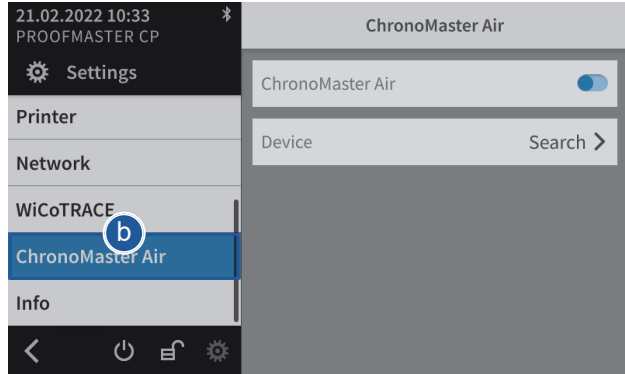 21.02.2022 10:33
PROOFMASTER CP
Settings
Printer
Network
WiCoTRACE
b
ChronoMaster Air
Info
ChronoMaster Air
ChronoMaster Air
Device
Search